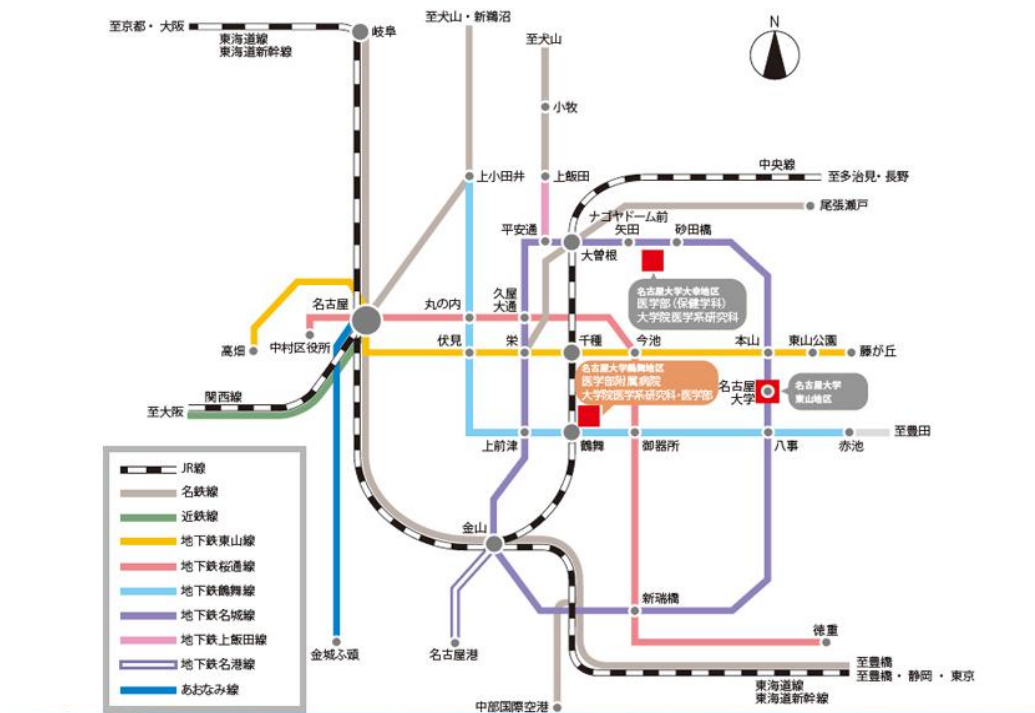 至京都・大阪
東海道線
東海道新幹線
岐阜
至犬山・新鵜沼
至犬山
N
小牧
上小田井
上飯田
中央線
至多治見・長野
尾張瀬戸
ナゴヤドーム前
矢田
砂田橋
平安通
大曽根
名古屋大学大幸地区
医学部(保健学科)
大学院医学系研究科
名古屋
丸の内
久屋
大通
中村区役所
高畑
伏見
栄
千種
今池
本山
東山公園
藤が丘
名古屋大学鶴舞地区
医学部附属病院
大学院医学系研究科・医学部
名古屋
大学
名古屋大学
東山地区
関西線
至大阪
上前津
鶴舞
御器所
八事
赤池
至豊田
JR線
名鉄線
近鉄線
地下鉄東山線
地下鉄桜通線
地下鉄鶴舞線
地下鉄名城線
地下鉄上飯田線
地下鉄名港線
あおなみ線
金山
新瑞橋
徳重
金城ふ頭
名古屋港
至豊橋
至豊橋・静岡・東京
東海道線
東海道新幹線
中部国際空港